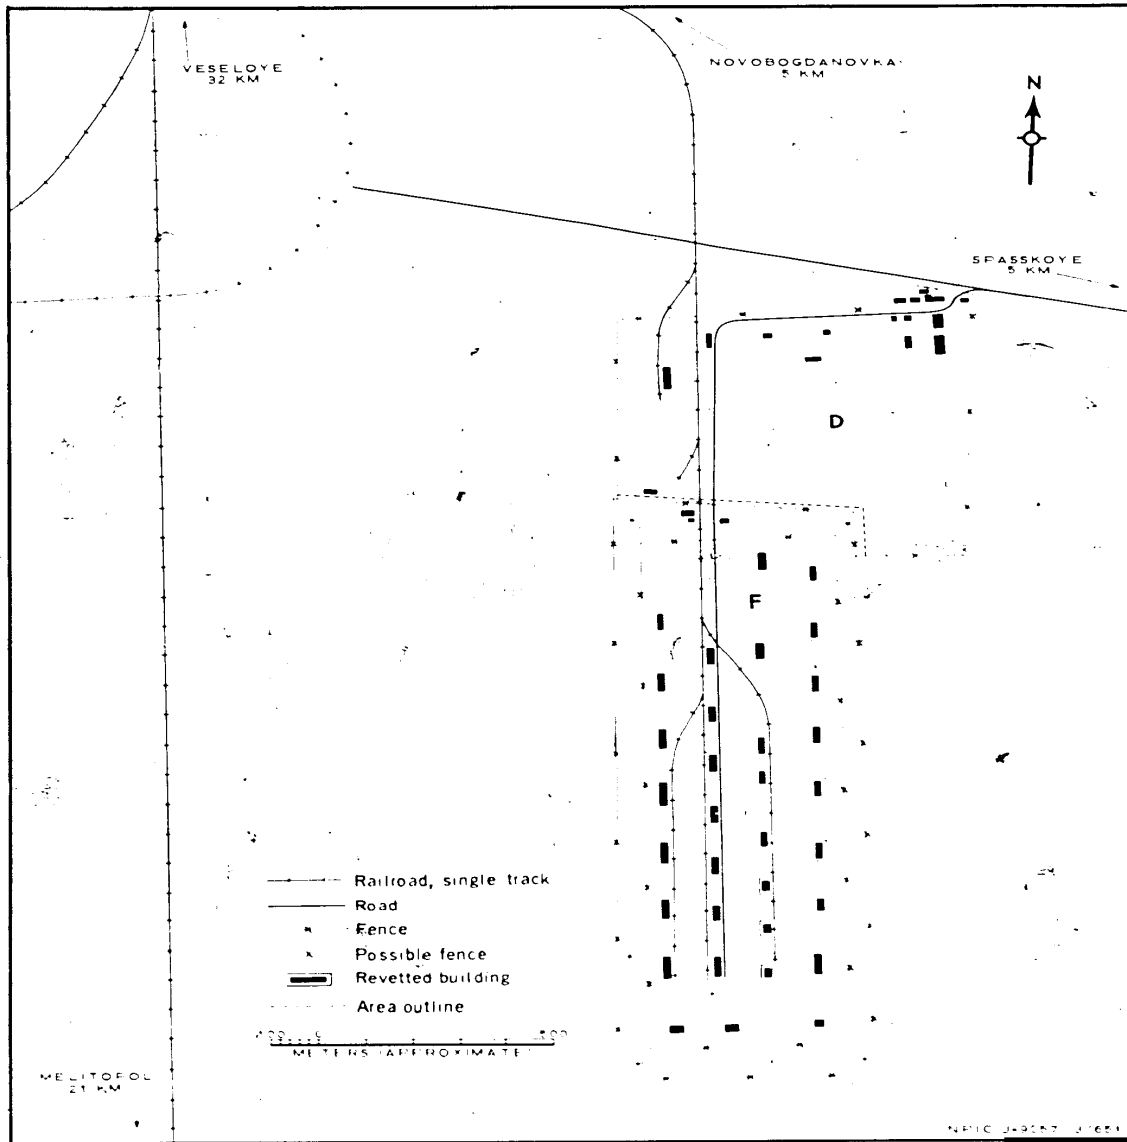 VESELOYE
32 KM
NOVOBOGDANOVKA
5 KM
N
SPASSKOYE
5 KM
D
F
Railroad, single track
Road
Fence
Possible fence
Revetted building
Area outline
METERS (APPROXIMATE)
MELITOPOL
21 KM
NPIC